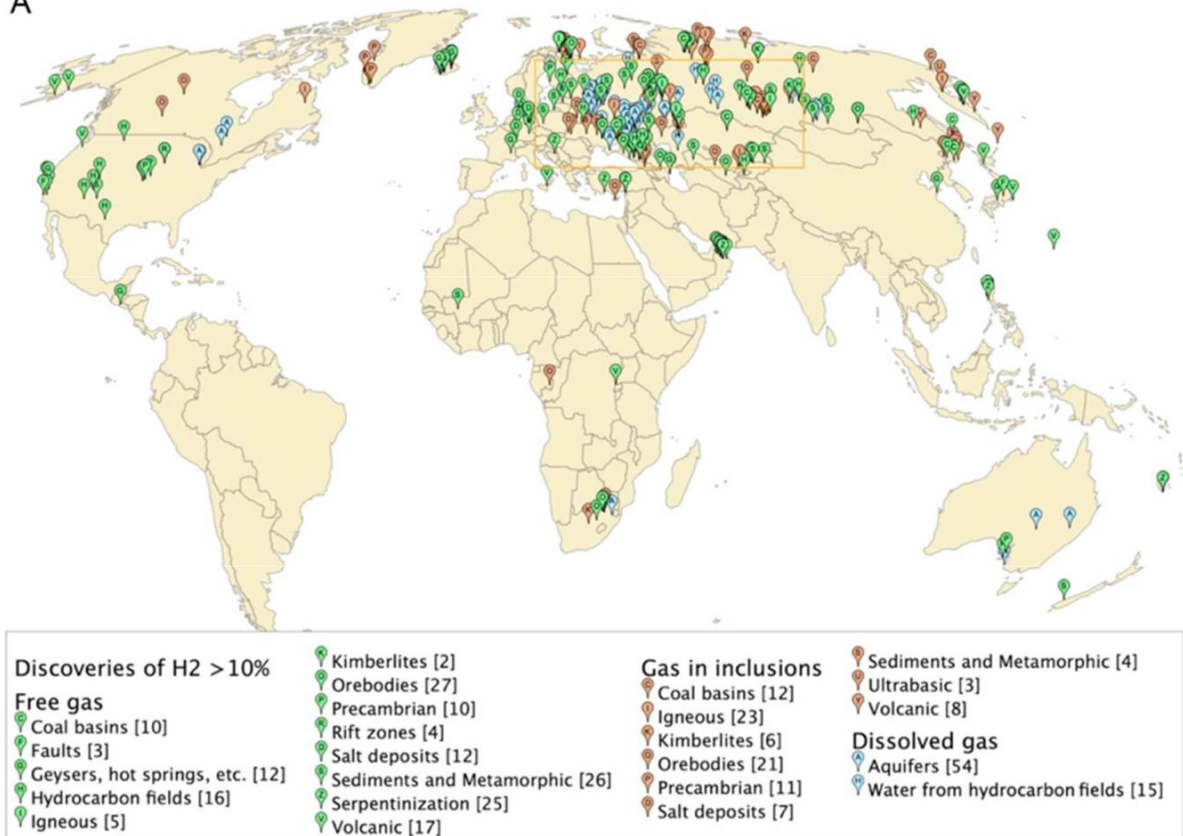 A
Discoveries of H2 >10%
Free gas
Coal basins [10]
Faults [3]
Geysers, hot springs, etc. [12]
Hydrocarbon fields [16]
Igneous [5]
Kimberlites [2]
Orebodies [27]
Precambrian [10]
Rift zones [4]
Salt deposits [12]
Sediments and Metamorphic [26]
Serpentinization [25]
Volcanic [17]
Gas in inclusions
Coal basins [12]
Igneous [23]
Kimberlites [6]
Orebodies [21]
Precambrian [11]
Salt deposits [7]
Sediments and Metamorphic [4]
Ultrabasic [3]
Volcanic [8]
Dissolved gas
Aquifers [54]
Water from hydrocarbon fields [15]